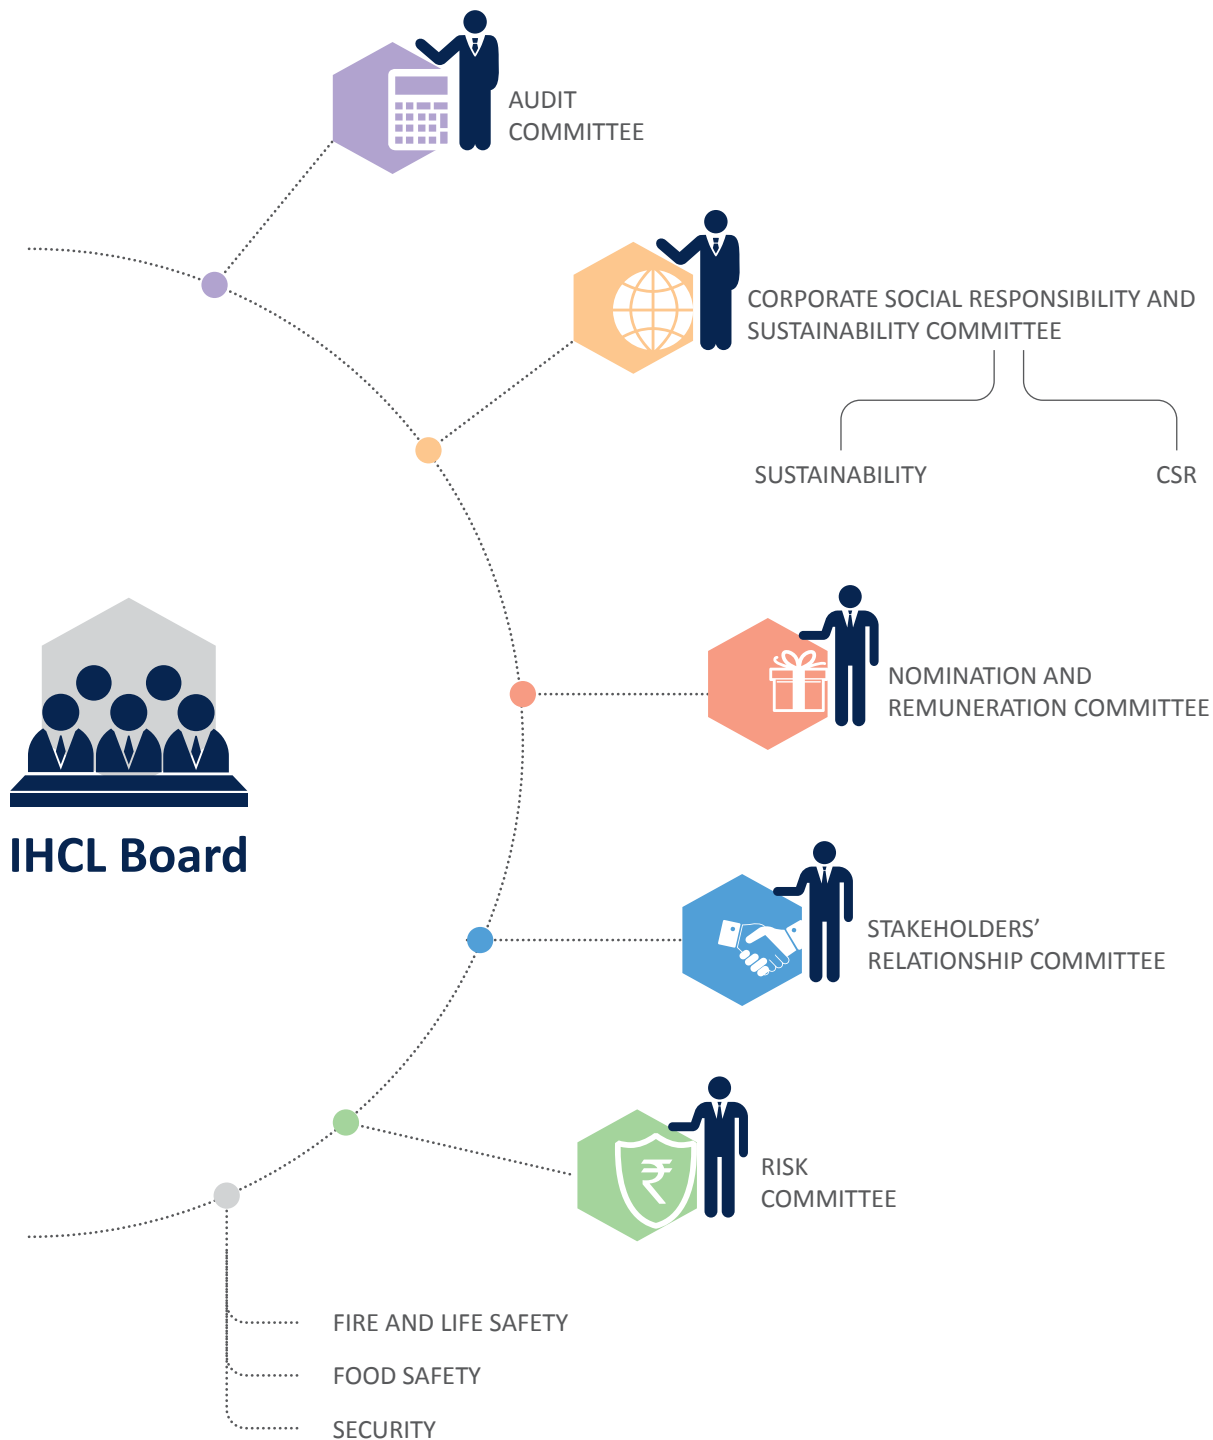 AUDIT
COMMITTEE
CORPORATE SOCIAL RESPONSIBILITY AND
SUSTAINABILITY COMMITTEE
SUSTAINABILITY
CSR
NOMINATION AND
REMUNERATION COMMITTEE
IHCL Board
STAKEHOLDERS’
RELATIONSHIP COMMITTEE
₹
RISK
COMMITTEE
FIRE AND LIFE SAFETY
FOOD SAFETY
SECURITY